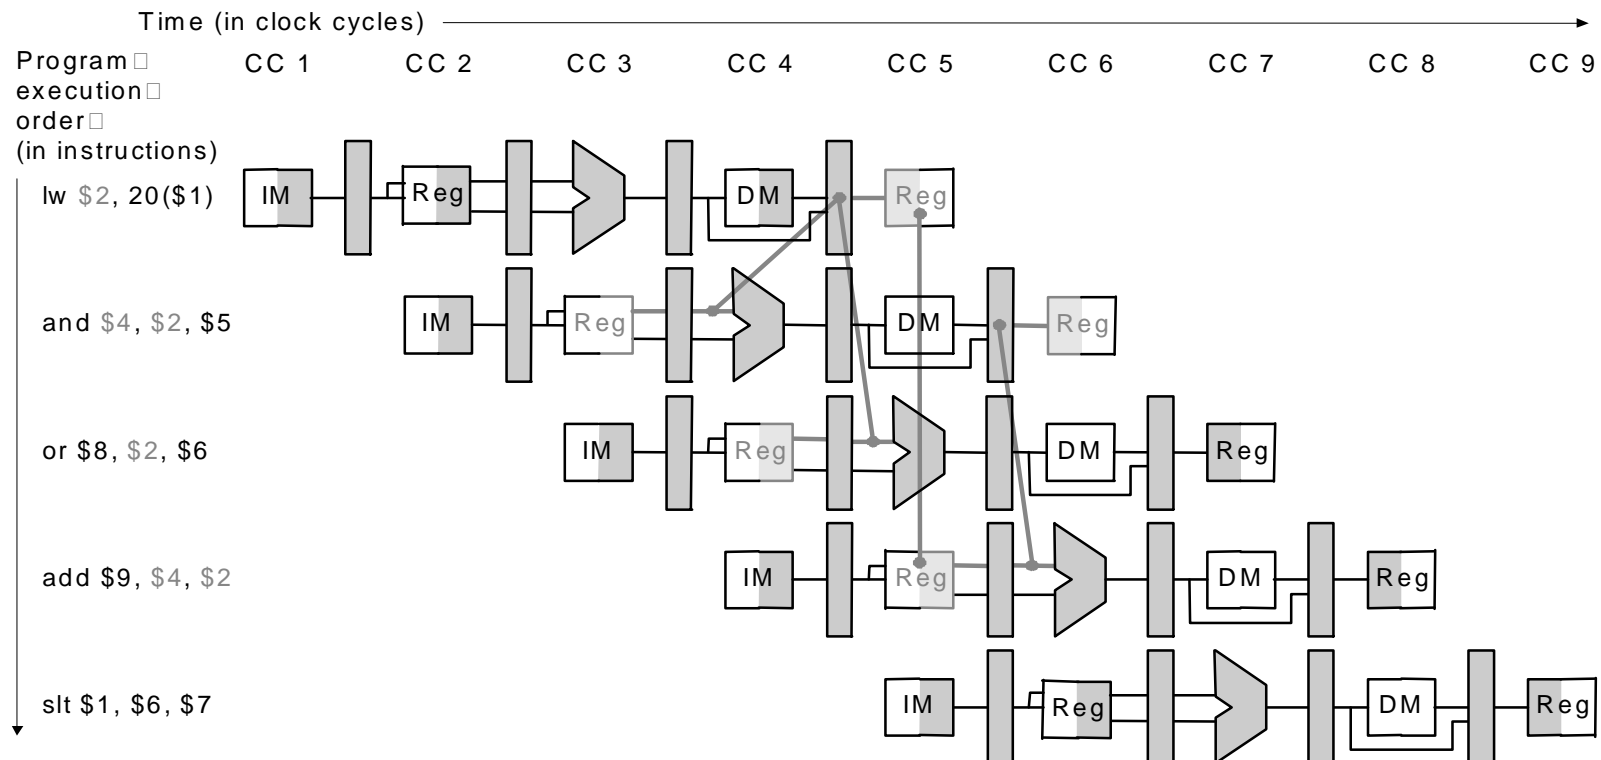 Time (in clock cycles)
Program
execution
order
(in instructions)
CC 1 CC 2 CC 3 CC 4 CC 5 CC 6 CC 7 CC 8 CC 9
lw $2, 20($1) IM Reg DM Reg
and $4, $2, $5 IM Reg DM Reg
or $8, $2, $6 IM Reg DM Reg
add $9, $4, $2 IM Reg DM Reg
slt $1, $6, $7 IM Reg DM Reg